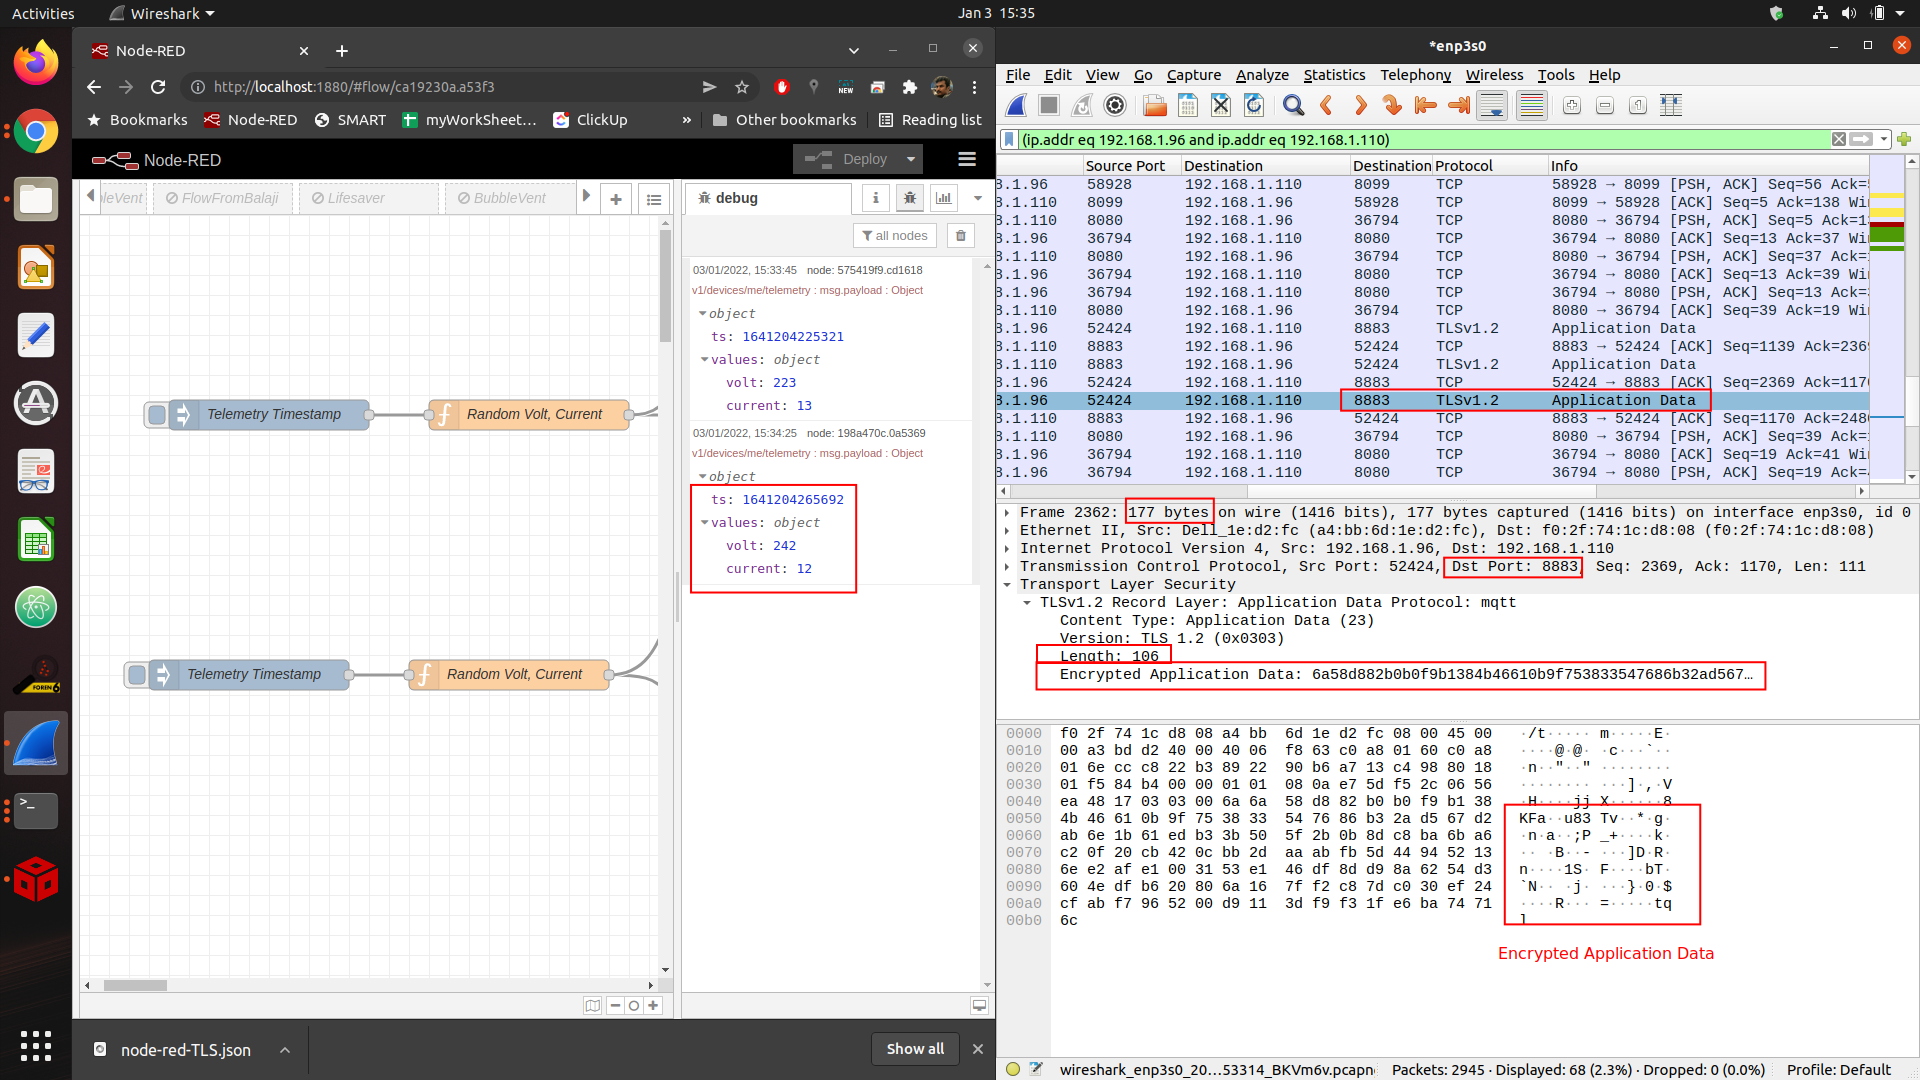 Activities
Wireshark
Jan 3 15:35
Node-RED
http://localhost:1880/#flow/ca19230a.a53f3
NEW
Bookmarks
Node-RED
SMART
myWorkSheet…
ClickUp
»
Other bookmarks
Reading list
Node-RED
Deploy
FlowFromBalaji
Lifesaver
BubbleVent
debug
all nodes
03/01/2022, 15:33:45 node: 575419f9.cd1618
v1/devices/me/telemetry : msg.payload : Object
object
ts: 1641204225321
values: object
volt: 223
current: 13
03/01/2022, 15:34:25 node: 198a470c.0a5369
v1/devices/me/telemetry : msg.payload : Object
object
ts: 1641204265692
values: object
volt: 242
current: 12
Telemetry Timestamp
Random Volt, Current
Telemetry Timestamp
Random Volt, Current
node-red-TLS.json
Show all
FOREN6
*enp3s0
File Edit View Go Capture Analyze Statistics Telephony Wireless Tools Help
(ip.addr eq 192.168.1.96 and ip.addr eq 192.168.1.110)
Source Port Destination Destination Protocol Info
8.1.96 58928 192.168.1.110 8099 TCP 58928 → 8099 [PSH, ACK] Seq=56 Ack=
8.1.110 8099 192.168.1.96 58928 TCP 8099 → 58928 [ACK] Seq=5 Ack=138 Wi
8.1.96 8080 192.168.1.110 36794 TCP 8080 → 36794 [PSH, ACK] Seq=5 Ack=1
8.1.96 36794 192.168.1.110 8080 TCP 36794 → 8080 [ACK] Seq=13 Ack=37 Wi
8.1.110 8080 192.168.1.96 36794 TCP 8080 → 36794 [PSH, ACK] Seq=37 Ack=
8.1.96 36794 192.168.1.110 8080 TCP 36794 → 8080 [ACK] Seq=13 Ack=39 Wi
8.1.96 36794 192.168.1.110 8080 TCP 36794 → 8080 [PSH, ACK] Seq=13 Ack=
8.1.110 8080 192.168.1.96 36794 TCP 8080 → 36794 [ACK] Seq=39 Ack=19 Wi
8.1.96 52424 192.168.1.110 8883 TLSv1.2 Application Data
8.1.110 8883 192.168.1.96 52424 TCP 8883 → 52424 [ACK] Seq=1139 Ack=2369
8.1.110 8883 192.168.1.96 52424 TLSv1.2 Application Data
8.1.96 52424 192.168.1.110 8883 TCP 52424 → 8883 [ACK] Seq=2369 Ack=1170
8.1.96 52424 192.168.1.110 8883 TLSv1.2 Application Data
8.1.110 8883 192.168.1.96 52424 TCP 8883 → 52424 [ACK] Seq=1170 Ack=2480
8.1.110 8080 192.168.1.96 36794 TCP 8080 → 36794 [PSH, ACK] Seq=39 Ack=
8.1.96 36794 192.168.1.110 8080 TCP 36794 → 8080 [ACK] Seq=19 Ack=41 Wi
8.1.96 36794 192.168.1.110 8080 TCP 36794 → 8080 [PSH, ACK] Seq=19 Ack=
Frame 2362: 177 bytes on wire (1416 bits), 177 bytes captured (1416 bits) on interface enp3s0, id 0
Ethernet II, Src: Dell_1e:d2:fc (a4:bb:6d:1e:d2:fc), Dst: f0:2f:74:1c:d8:08 (f0:2f:74:1c:d8:08)
Internet Protocol Version 4, Src: 192.168.1.96, Dst: 192.168.1.110
Transmission Control Protocol, Src Port: 52424, Dst Port: 8883, Seq: 2369, Ack: 1170, Len: 111
Transport Layer Security
TLSv1.2 Record Layer: Application Data Protocol: mqtt
Content Type: Application Data (23)
Version: TLS 1.2 (0x0303)
Length: 106
Encrypted Application Data: 6a58d882b0b0f9b1384b46610b9f753833547686b32ad567…
0000 f0 2f 74 1c d8 08 a4 bb 6d 1e d2 fc 08 00 45 00 ·/t····· m·····E·
0010 00 a3 bd d2 40 00 40 06 f8 63 c0 a8 01 60 c0 a8 ····@·@· ·c···`··
0020 01 6e cc c8 22 b3 89 22 90 b6 a7 13 c4 98 80 18 ·n··"··" ········
0030 01 f5 84 b4 00 00 01 01 08 0a e7 5d f5 2c 06 56 ········ ···]·,·V
0040 ea 48 17 03 03 00 6a 6a 58 d8 82 b0 b0 f9 b1 38 ·H····jj X······8
0050 4b 46 61 0b 9f 75 38 33 54 76 86 b3 2a d5 67 d2 KFa··u83 Tv··*·g·
0060 ab 6e 1b 61 ed b3 3b 50 5f 2b 0b 8d c8 ba 6b a6 ·n·a··;P _+····k·
0070 c2 0f 20 cb 42 0c bb 2d aa ab fb 5d 44 94 52 13 ·· ·B··- ···]D·R·
0080 6e e2 af e1 00 31 53 e1 46 df 8d d9 8a 62 54 d3 n····1S· F····bT·
0090 60 4e df b6 20 80 6a 16 7f f2 c8 7d c0 30 ef 24 `N·· ·j· ···}·0·$
00a0 cf ab f7 96 52 00 d9 11 3d f9 f3 1f e6 ba 74 71 ····R··· =·····tq
00b0 6c l
Encrypted Application Data
wireshark_enp3s0_20…53314_BKVm6v.pcapn
Packets: 2945 · Displayed: 68 (2.3%) · Dropped: 0 (0.0%)
Profile: Default